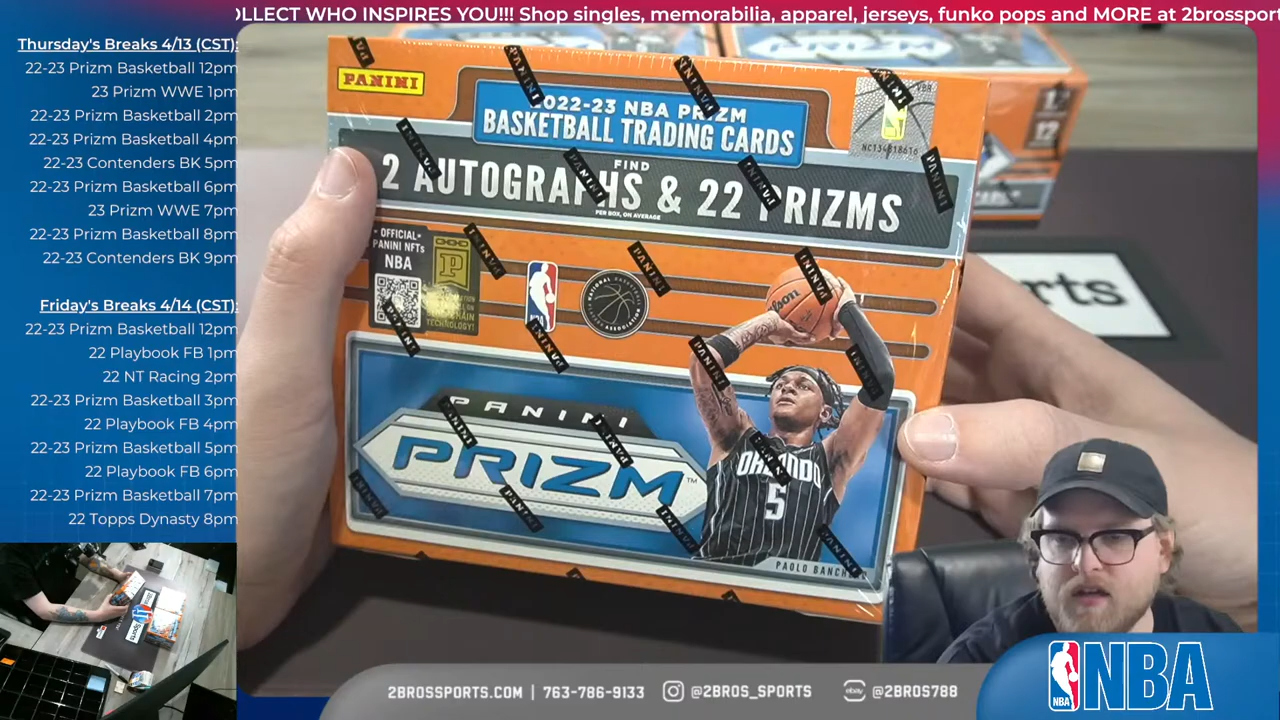 OLLECT WHO INSPIRES YOU!!! Shop singles, memorabilia, apparel, jerseys, funko pops and MORE at 2brossport
Thursday's Breaks 4/13 (CST):
22-23 Prizm Basketball 12pm
23 Prizm WWE 1pm
22-23 Prizm Basketball 2pm
22-23 Prizm Basketball 4pm
22-23 Contenders BK 5pm
22-23 Prizm Basketball 6pm
23 Prizm WWE 7pm
22-23 Prizm Basketball 8pm
22-23 Contenders BK 9pm
Friday's Breaks 4/14 (CST):
22-23 Prizm Basketball 12pm
22 Playbook FB 1pm
22 NT Racing 2pm
22-23 Prizm Basketball 3pm
22 Playbook FB 4pm
22-23 Prizm Basketball 5pm
22 Playbook FB 6pm
22-23 Prizm Basketball 7pm
22 Topps Dynasty 8pm
PANINI
2022-23 NBA PRIZM
BASKETBALL TRADING CARDS
FIND
2 AUTOGRAPHS & 22 PRIZMS
PER BOX, ON AVERAGE
OFFICIAL
PANINI NFTs
NBA
PANINI
PRIZM™
ORLANDO
5
PAOLO BANCH
rts
2BROSSPORTS.COM | 763-786-9133 @2BROS_SPORTS @2BROS788
NBA